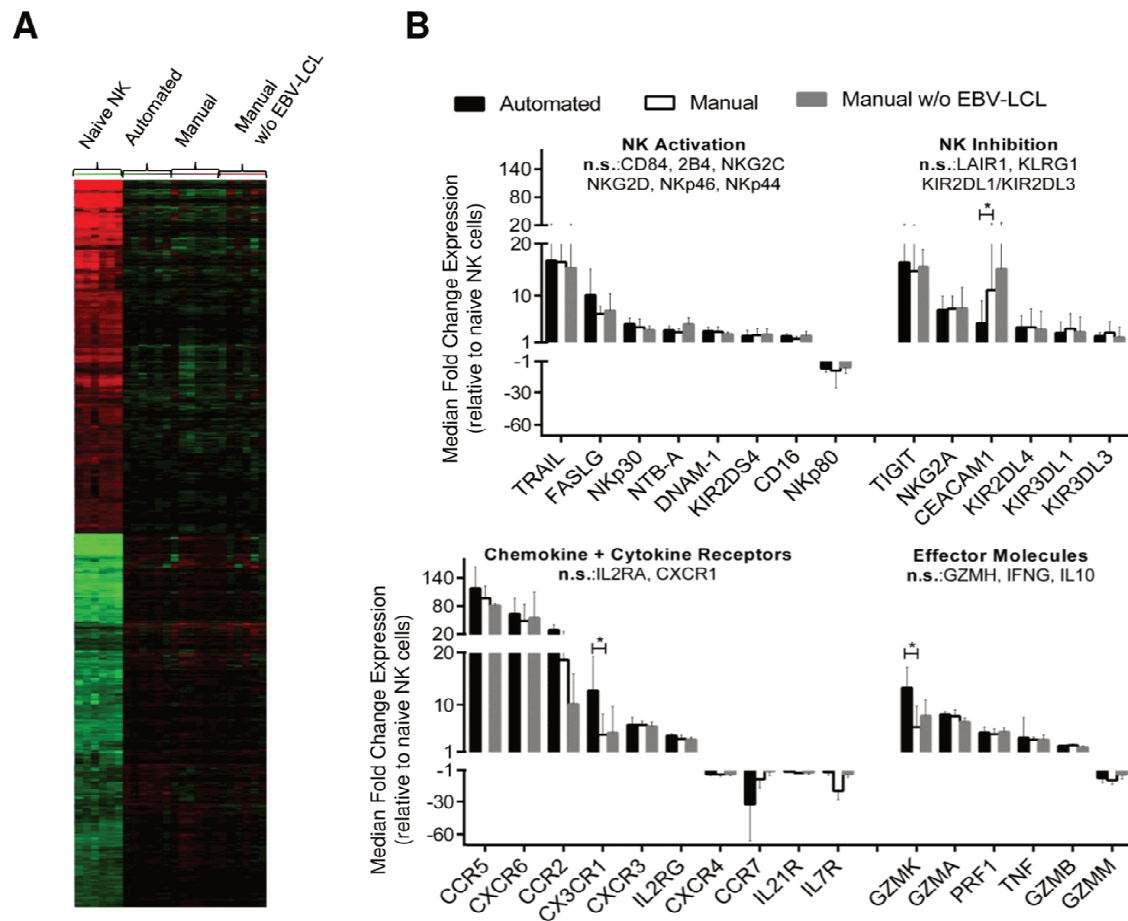 A
Naive NK
Automated
Manual
Manual
w/o EBV-LCL
B
Automated
Manual
Manual w/o EBV-LCL
NK Activation
n.s.:CD84, 2B4, NKG2C
NKG2D, NKp46, NKp44
NK Inhibition
n.s.:LAIR1, KLRG1
KIR2DL1/KIR2DL3
*
Median Fold Change Expression
(relative to naive NK cells)
140
80
20
20
10
1
-1
-30
-60
TRAIL
FASLG
NKp30
NTB-A
DNAM-1
KIR2DS4
CD16
NKp80
TIGIT
NKG2A
CEACAM1
KIR2DL4
KIR3DL1
KIR3DL3
Chemokine + Cytokine Receptors
n.s.:IL2RA, CXCR1
Effector Molecules
n.s.:GZMH, IFNG, IL10
*
*
Median Fold Change Expression
(relative to naive NK cells)
140
80
20
20
10
1
-1
-30
-60
CCR5
CXCR6
CCR2
CX3CR1
CXCR3
IL2RG
CXCR4
CCR7
IL21R
IL7R
GZMK
GZMA
PRF1
TNF
GZMB
GZMM